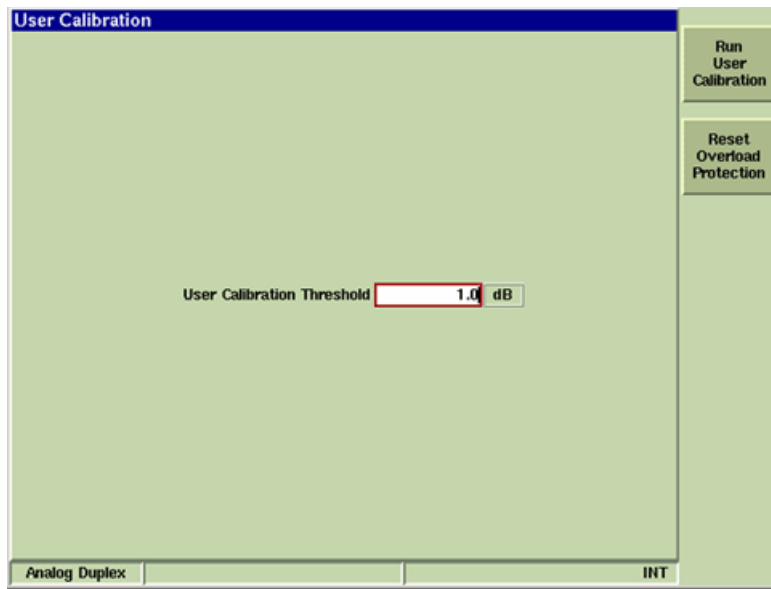 User Calibration
Run
User
Calibration
Reset
Overload
Protection
User Calibration Threshold 1.0 dB
Analog Duplex INT